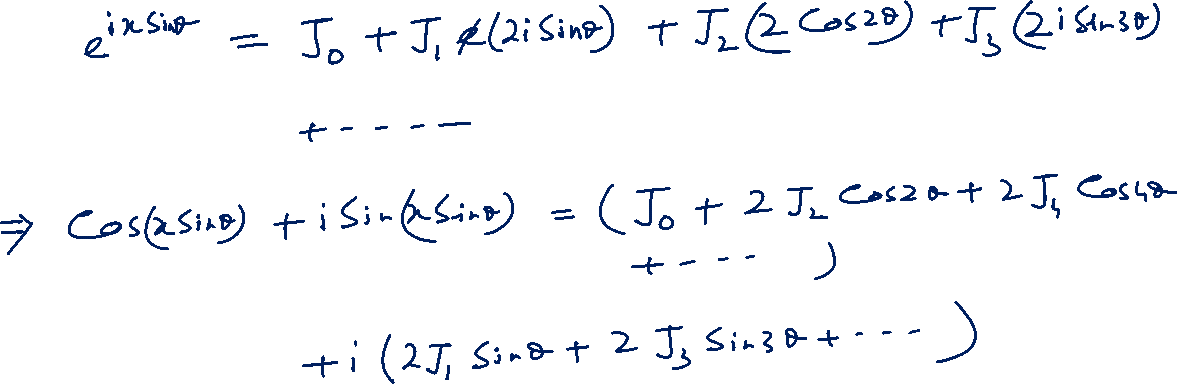 e^{ix sinθ} = J₀ + J₁ (2i Sinθ) + J₂ (2 Cos2θ) + J₃ (2i Sin3θ)
+ - - - -
⇒ Cos(x Sinθ) + i Sin(x Sinθ) = ( J₀ + 2 J₂ Cos2θ + 2 J₄ Cos4θ
+ - - - )
+ i ( 2J₁ Sinθ + 2 J₃ Sin3θ + - - - )